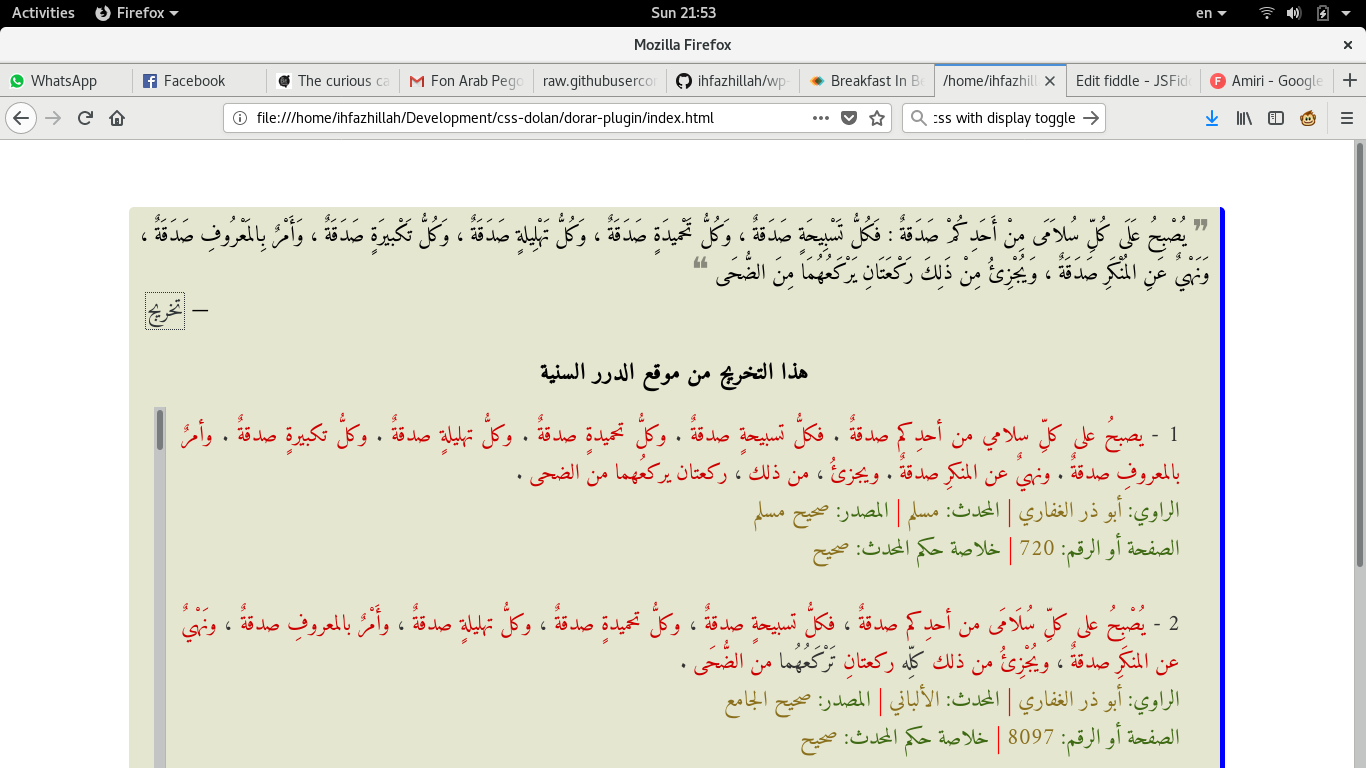 Activities Firefox Sun 21:53 en
Mozilla Firefox
WhatsApp Facebook The curious ca Gmail Fon Arab Pego raw.githubusercor ihfazhillah/wp- Breakfast In Be /home/ihfazhill Edit fiddle - JSFid Amiri - Google
file:///home/ihfazhillah/Development/css-dolan/dorar-plugin/index.html css with display toggle
❞ يُصْبِحُ عَلَى كُلِّ سُلامَى مِنْ أَحَدِكُمْ صَدَقَةٌ : فَكُلُّ تَسْبِيحَةٍ صَدَقَةٌ ، وَكُلُّ تَحْمِيدَةٍ صَدَقَةٌ ، وَكُلُّ تَهْلِيلةٍ صَدَقَةٌ ، وَكُلُّ تَكْبيرَةٍ صَدَقَةٌ ، وَأَمْرٌ بِالمَعْرُوفِ صَدَقَةٌ ،
وَنَهْيٌ عَنِ المُنْكَرِ صَدَقَةٌ ، وَيُجْزِئُ مِنْ ذَلِكَ رَكْعَتَانِ يَرْكَعُهُمَا مِنَ الضُّحَى ❝
— تخريج
هذا التخريج من موقع الدرر السنية
1 - يصبحُ على كلِّ سلامي من أحدِكم صدقةٌ . فكلُّ تسبيحةٍ صدقةٌ . وكلُّ تحميدةٍ صدقةٌ . وكلُّ تهليلةٍ صدقةٌ . وكلُّ تكبيرةٍ صدقةٌ . وأمرٌ
بالمعروفِ صدقةٌ . ونهيٌ عن المنكرِ صدقةٌ . ويجزئُ ، من ذلك ، ركعتان يركعُهما من الضحى .
الراوي: أبو ذر الغفاري | المحدث: مسلم | المصدر: صحيح مسلم
الصفحة أو الرقم: 720 | خلاصة حكم المحدث: صحيح
2 - يُصْبِحُ على كلِّ سُلَامَى من أحدِكم صدقةٌ ، فكلُّ تسبيحةٍ صدقةٌ ، وكلُّ تحميدةٍ صدقةٌ ، وكلُّ تهليلةٍ صدقةٌ ، وأَمْرٌ بالمعروفِ صدقةٌ ، ونَهْيٌ
عن المنكَرِ صدقةٌ ، ويُجْزِئُ من ذلك كلِّه ركعتانِ تَرْكَعُهُما من الضُّحَى .
الراوي: أبو ذر الغفاري | المحدث: الألباني | المصدر: صحيح الجامع
الصفحة أو الرقم: 8097 | خلاصة حكم المحدث: صحيح